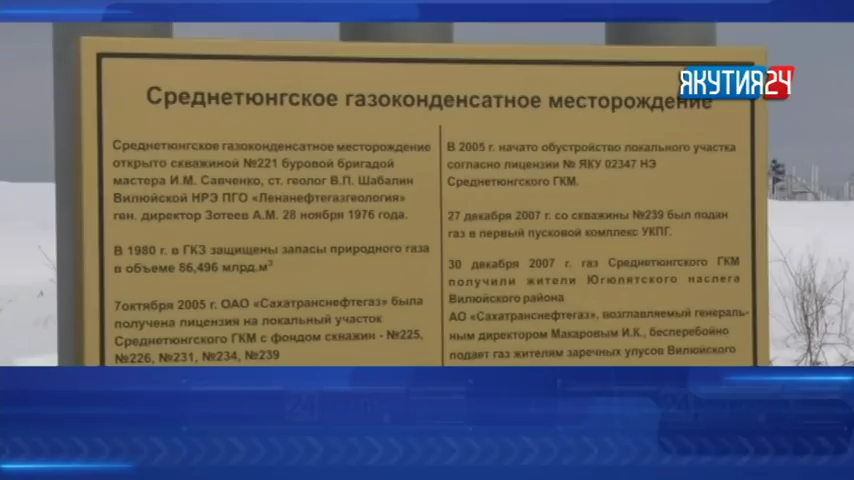 ЯКУТИЯ24
Среднетюнгское газоконденсатное месторождение
Среднетюнгское газоконденсатное месторождение
открыто скважиной №221 буровой бригадой
мастера И.М. Савченко, ст. геолог В.П. Шабалин
Вилюйской НРЭ ПГО «Ленанефтегазгеология»
ген. директор Зотеев А.М. 28 ноября 1976 года.
В 1980 г. в ГКЗ защищены запасы природного газа
в объеме 86,496 млрд.м³
7октября 2005 г. ОАО «Сахатранснефтегаз» была
получена лицензия на локальный участок
Среднетюнгского ГКМ с фондом скважин - №225,
№226, №231, №234, №239
В 2005 г. начато обустройство локального участка
согласно лицензии № ЯКУ 02347 НЭ
Среднетюнгского ГКМ.
27 декабря 2007 г. со скважины №239 был подан
газ в первый пусковой комплекс УКПГ.
30 декабря 2007 г. газ Среднетюнгского ГКМ
получили жители Югюлятского наслега
Вилюйского района
АО «Сахатранснефтегаз», возглавляемый генераль-
ным директором Макаровым И.К., бесперебойно
подает газ жителям заречных улусов Вилюйского